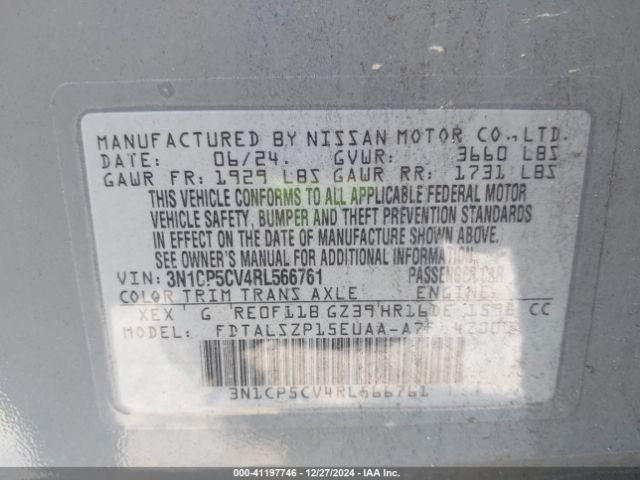 MANUFACTURED BY NISSAN MOTOR CO., LTD.
DATE: 06/24. GVWR: 3660 LBS
GAWR FR: 1929 LBS GAWR RR: 1731 LBS
THIS VEHICLE CONFORMS TO ALL APPLICABLE FEDERAL MOTOR
VEHICLE SAFETY, BUMPER AND THEFT PREVENTION STANDARDS
IN EFFECT ON THE DATE OF MANUFACTURE SHOWN ABOVE.
SEE OWNER'S MANUAL FOR ADDITIONAL INFORMATION.
VIN: 3N1CP5CV4RL566761 PASSENGER CAR
COLOR TRIM TRANS AXLE ENGINE
XEX G RE0F11B GZ39 HR16DE 1598 CC
MODEL: FDTALSZP15EUAA-A7
3N1CP5CV4RL566761
000-41197746 - 12/27/2024 - IAA Inc.